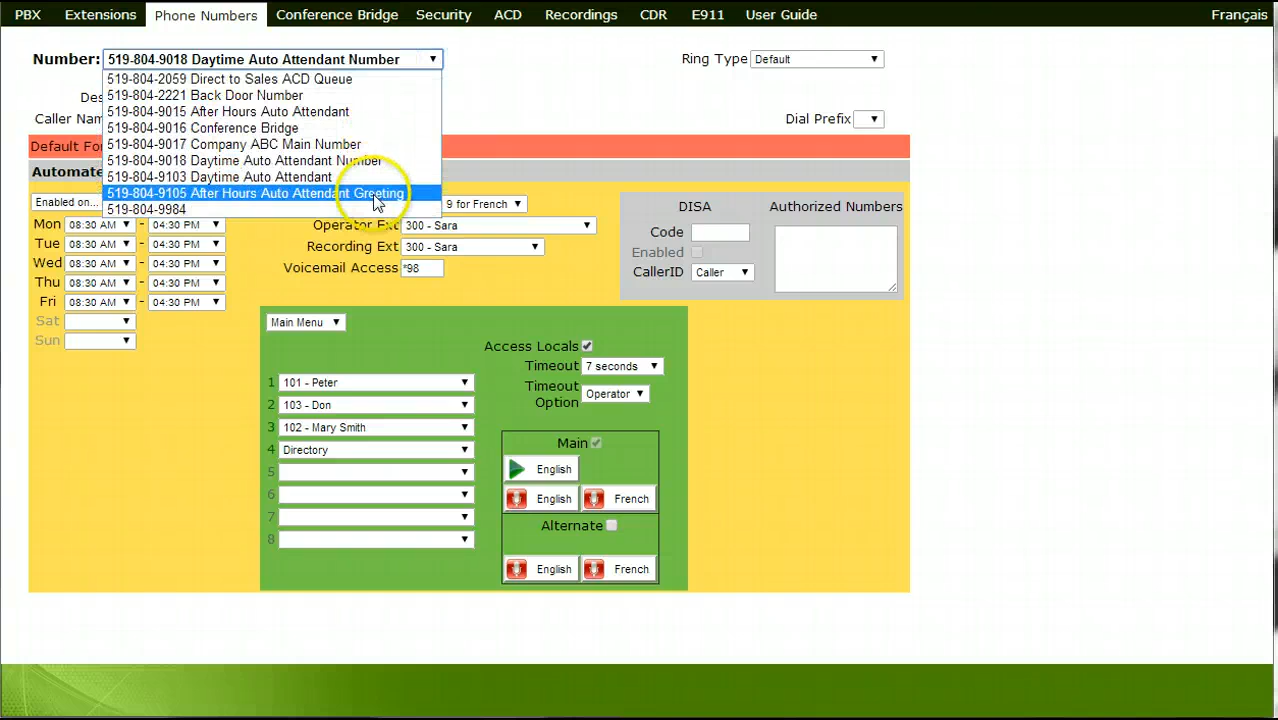 PBX Extensions Phone Numbers Conference Bridge Security ACD Recordings CDR E911 User Guide Français
Number: 519-804-9018 Daytime Auto Attendant Number Ring Type Default
519-804-2059 Direct to Sales ACD Queue
Des 519-804-2221 Back Door Number
519-804-9015 After Hours Auto Attendant
Caller Nam Dial Prefix
519-804-9016 Conference Bridge
Default For 519-804-9017 Company ABC Main Number
519-804-9018 Daytime Auto Attendant Number
Automate 519-804-9103 Daytime Auto Attendant
519-804-9105 After Hours Auto Attendant Greeting
Enabled on... 9 for French
519-804-9984
DISA Authorized Numbers
Mon 08:30 AM - 04:30 PM Operator Ext 300 - Sara
Code
Tue 08:30 AM - 04:30 PM Recording Ext 300 - Sara
Enabled
Wed 08:30 AM - 04:30 PM Voicemail Access *98
CallerID Caller
Thu 08:30 AM - 04:30 PM
Fri 08:30 AM - 04:30 PM
Sat
Main Menu
Sun
Access Locals
Timeout 7 seconds
1 101 - Peter
Timeout
Option Operator
2 103 - Don
3 102 - Mary Smith
Main
4 Directory
5
English
6
English French
7
Alternate
8
English French